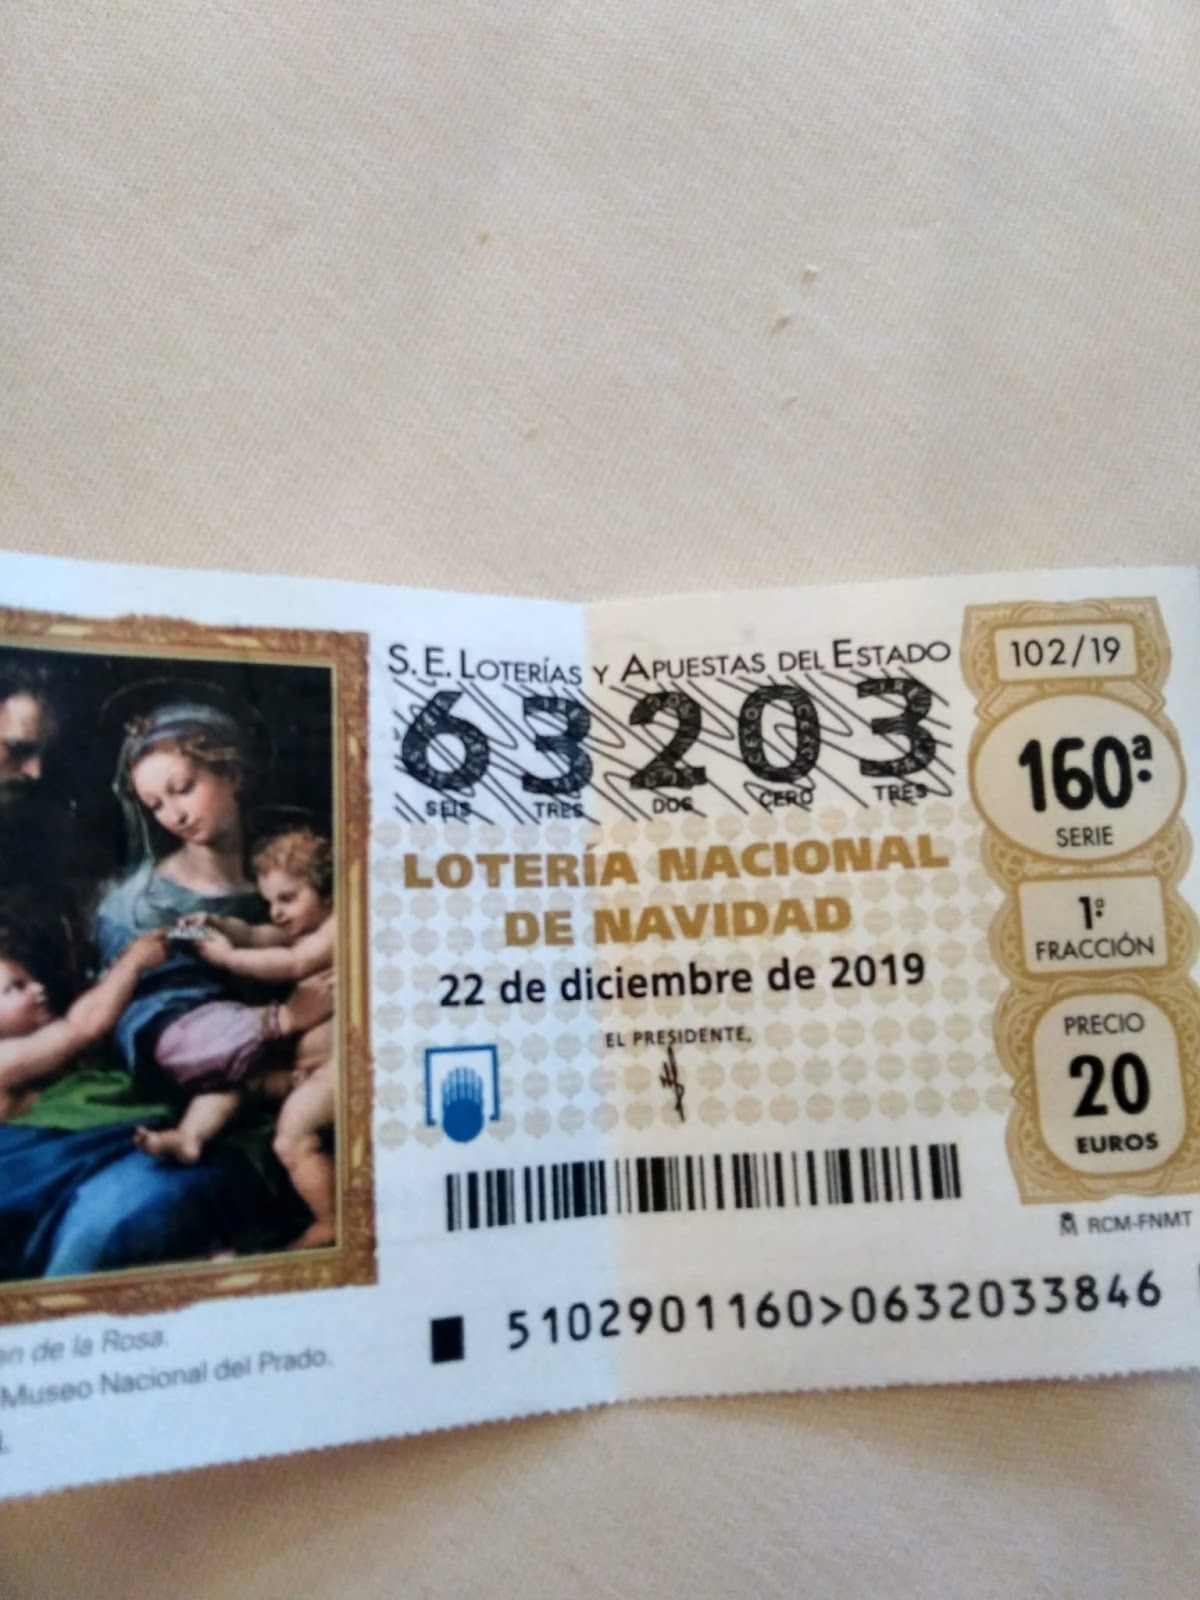 S.E. LOTERÍAS Y APUESTAS DEL ESTADO
63203
SEIS TRES DOS CERO TRES
LOTERÍA NACIONAL
DE NAVIDAD
22 de diciembre de 2019
EL PRESIDENTE,
102/19
160ª
SERIE
1ª
FRACCIÓN
PRECIO
20
EUROS
RCM-FNMT
5102901160>0632033846
de la Rosa.
Museo Nacional del Prado.